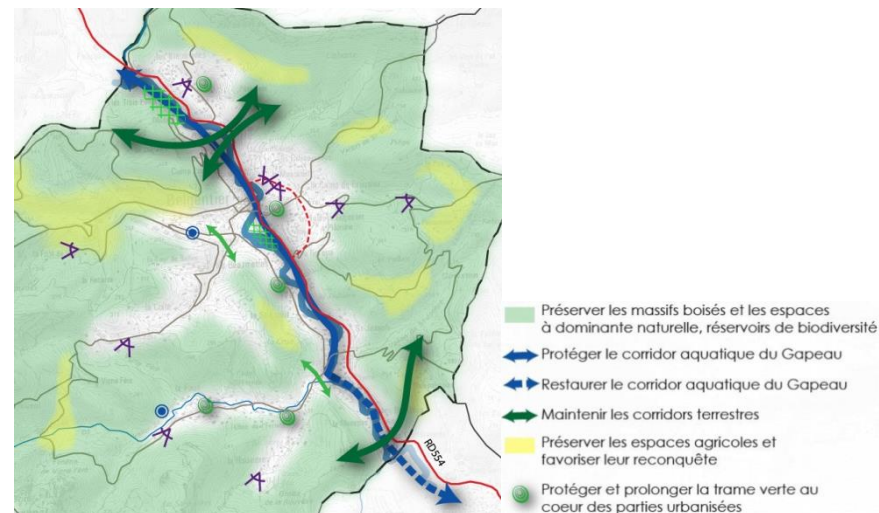 RD554
Préserver les massifs boisés et les espaces
à dominante naturelle, réservoirs de biodiversité
Protéger le corridor aquatique du Gapeau
Restaurer le corridor aquatique du Gapeau
Maintenir les corridors terrestres
Préserver les espaces agricoles et
favoriser leur reconquête
Protéger et prolonger la trame verte au
coeur des parties urbanisées